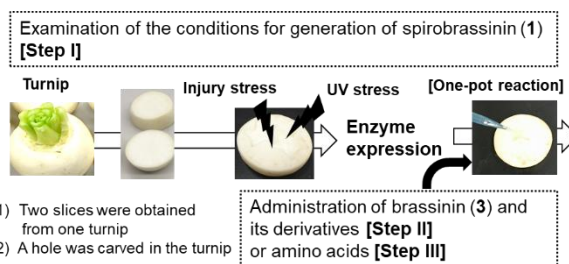 Examination of the conditions for generation of spirobrassinin (1)
[Step I]
Turnip
Injury stress
UV stress
[One-pot reaction]
Enzyme
expression
1) Two slices were obtained
from one turnip
2) A hole was carved in the turnip
Administration of brassinin (3) and
its derivatives [Step II]
or amino acids [Step III]